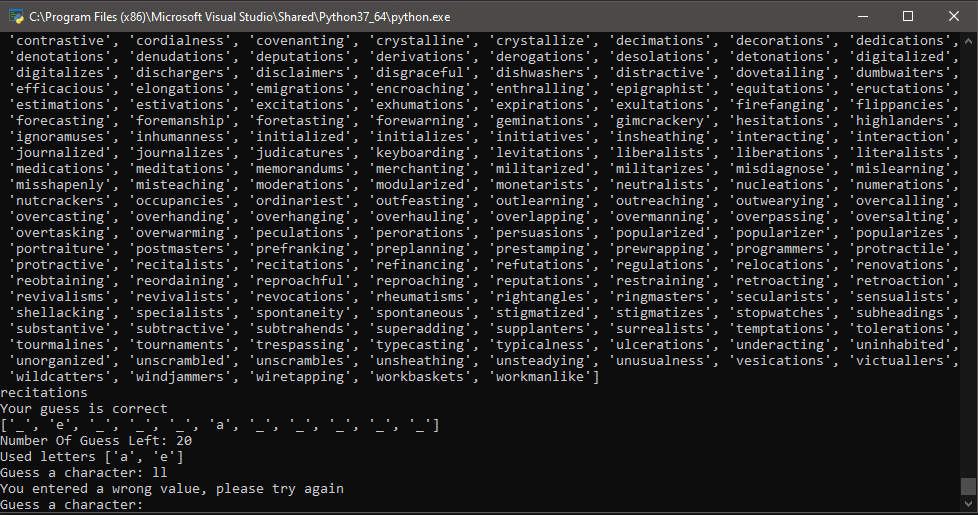 C:\Program Files (x86)\Microsoft Visual Studio\Shared\Python37_64\python.exe
'contrastive', 'cordialness', 'covenanting', 'crystalline', 'crystallize', 'decimations', 'decorations', 'dedications',
'denotations', 'denudations', 'deputations', 'derivations', 'derogations', 'desolations', 'detonations', 'digitalized',
'digitalizes', 'dischargers', 'disclaimers', 'disgraceful', 'dishwashers', 'distractive', 'dovetailing', 'dumbwaiters',
'efficacious', 'elongations', 'emigrations', 'encroaching', 'enthralling', 'epigraphist', 'equitations', 'eructations',
'estimations', 'estivations', 'excitations', 'exhumations', 'expirations', 'exultations', 'firefanging', 'flippancies',
'forecasting', 'foremanship', 'foretasting', 'forewarning', 'geminations', 'gimcrackery', 'hesitations', 'highlanders',
'ignoramuses', 'inhumanness', 'initialized', 'initializes', 'initiatives', 'insheathing', 'interacting', 'interaction',
'journalized', 'journalizes', 'judicatures', 'keyboarding', 'levitations', 'liberalists', 'liberations', 'literalists',
'medications', 'meditations', 'memorandums', 'merchanting', 'militarized', 'militarizes', 'misdiagnose', 'mislearning',
'misshapenly', 'misteaching', 'moderations', 'modularized', 'monetarists', 'neutralists', 'nucleations', 'numerations',
'nutcrackers', 'occupancies', 'ordinariest', 'outfeasting', 'outlearning', 'outreaching', 'outwearying', 'overcalling',
'overcasting', 'overhanding', 'overhanging', 'overhauling', 'overlapping', 'overmanning', 'overpassing', 'oversalting',
'overtasking', 'overwarming', 'peculations', 'perorations', 'persuasions', 'popularized', 'popularizer', 'popularizes',
'portraiture', 'postmasters', 'prefranking', 'preplanning', 'prestamping', 'prewrapping', 'programmers', 'protractile',
'protractive', 'recitalists', 'recitations', 'refinancing', 'refutations', 'regulations', 'relocations', 'renovations',
'reobtaining', 'reordaining', 'reproachful', 'reproaching', 'reputations', 'restraining', 'retroacting', 'retroaction',
'revivalisms', 'revivalists', 'revocations', 'rheumatisms', 'rightangles', 'ringmasters', 'secularists', 'sensualists',
'shellacking', 'specialists', 'spontaneity', 'spontaneous', 'stigmatized', 'stigmatizes', 'stopwatches', 'subheadings',
'substantive', 'subtractive', 'subtrahends', 'superadding', 'supplanters', 'surrealists', 'temptations', 'tolerations',
'tourmalines', 'tournaments', 'trespassing', 'typecasting', 'typicalness', 'ulcerations', 'underacting', 'uninhabited',
'unorganized', 'unscrambled', 'unscrambles', 'unsheathing', 'unsteadying', 'unusualness', 'vesications', 'victuallers',
'wildcatters', 'windjammers', 'wiretapping', 'workbaskets', 'workmanlike']
recitations
Your guess is correct
['_', 'e', '_', '_', '_', 'a', '_', '_', '_', '_', '_']
Number Of Guess Left: 20
Used letters ['a', 'e']
Guess a character: ll
You entered a wrong value, please try again
Guess a character: